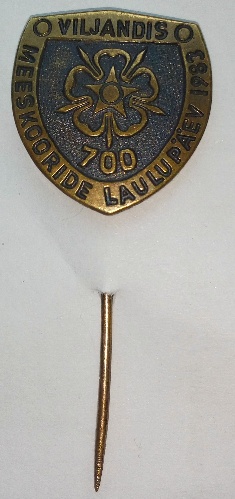 VILJANDIS
700
MEESKOORIDE LAULUPÄEV 1983